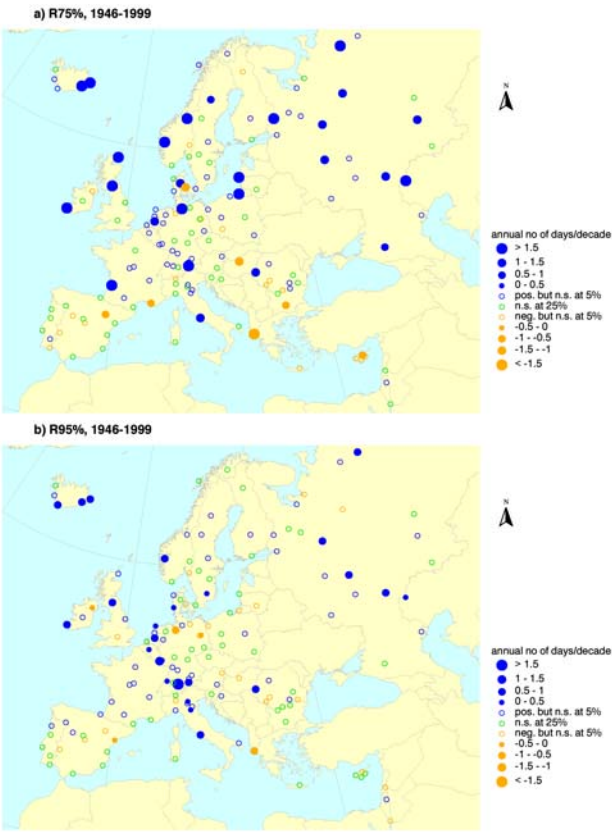 a) R75%, 1946-1999
N
annual no of days/decade
> 1.5
1 - 1.5
0.5 - 1
0 - 0.5
pos. but n.s. at 5%
n.s. at 25%
neg. but n.s. at 5%
-0.5 - 0
-1 - -0.5
-1.5 - -1
< -1.5
b) R95%, 1946-1999
N
annual no of days/decade
> 1.5
1 - 1.5
0.5 - 1
0 - 0.5
pos. but n.s. at 5%
n.s. at 25%
neg. but n.s. at 5%
-0.5 - 0
-1 - -0.5
-1.5 - -1
< -1.5